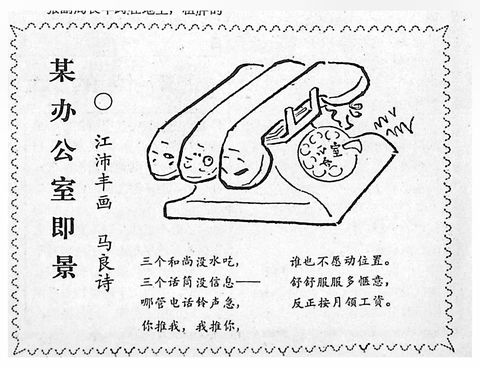 某办公室即景
江沛丰画 马良诗
办公室
三个和尚没水吃，
三个话筒没信息——
哪管电话铃声急，
你推我，我推你，
谁也不愿动位置。
舒舒服服多惬意，
反正按月领工资。